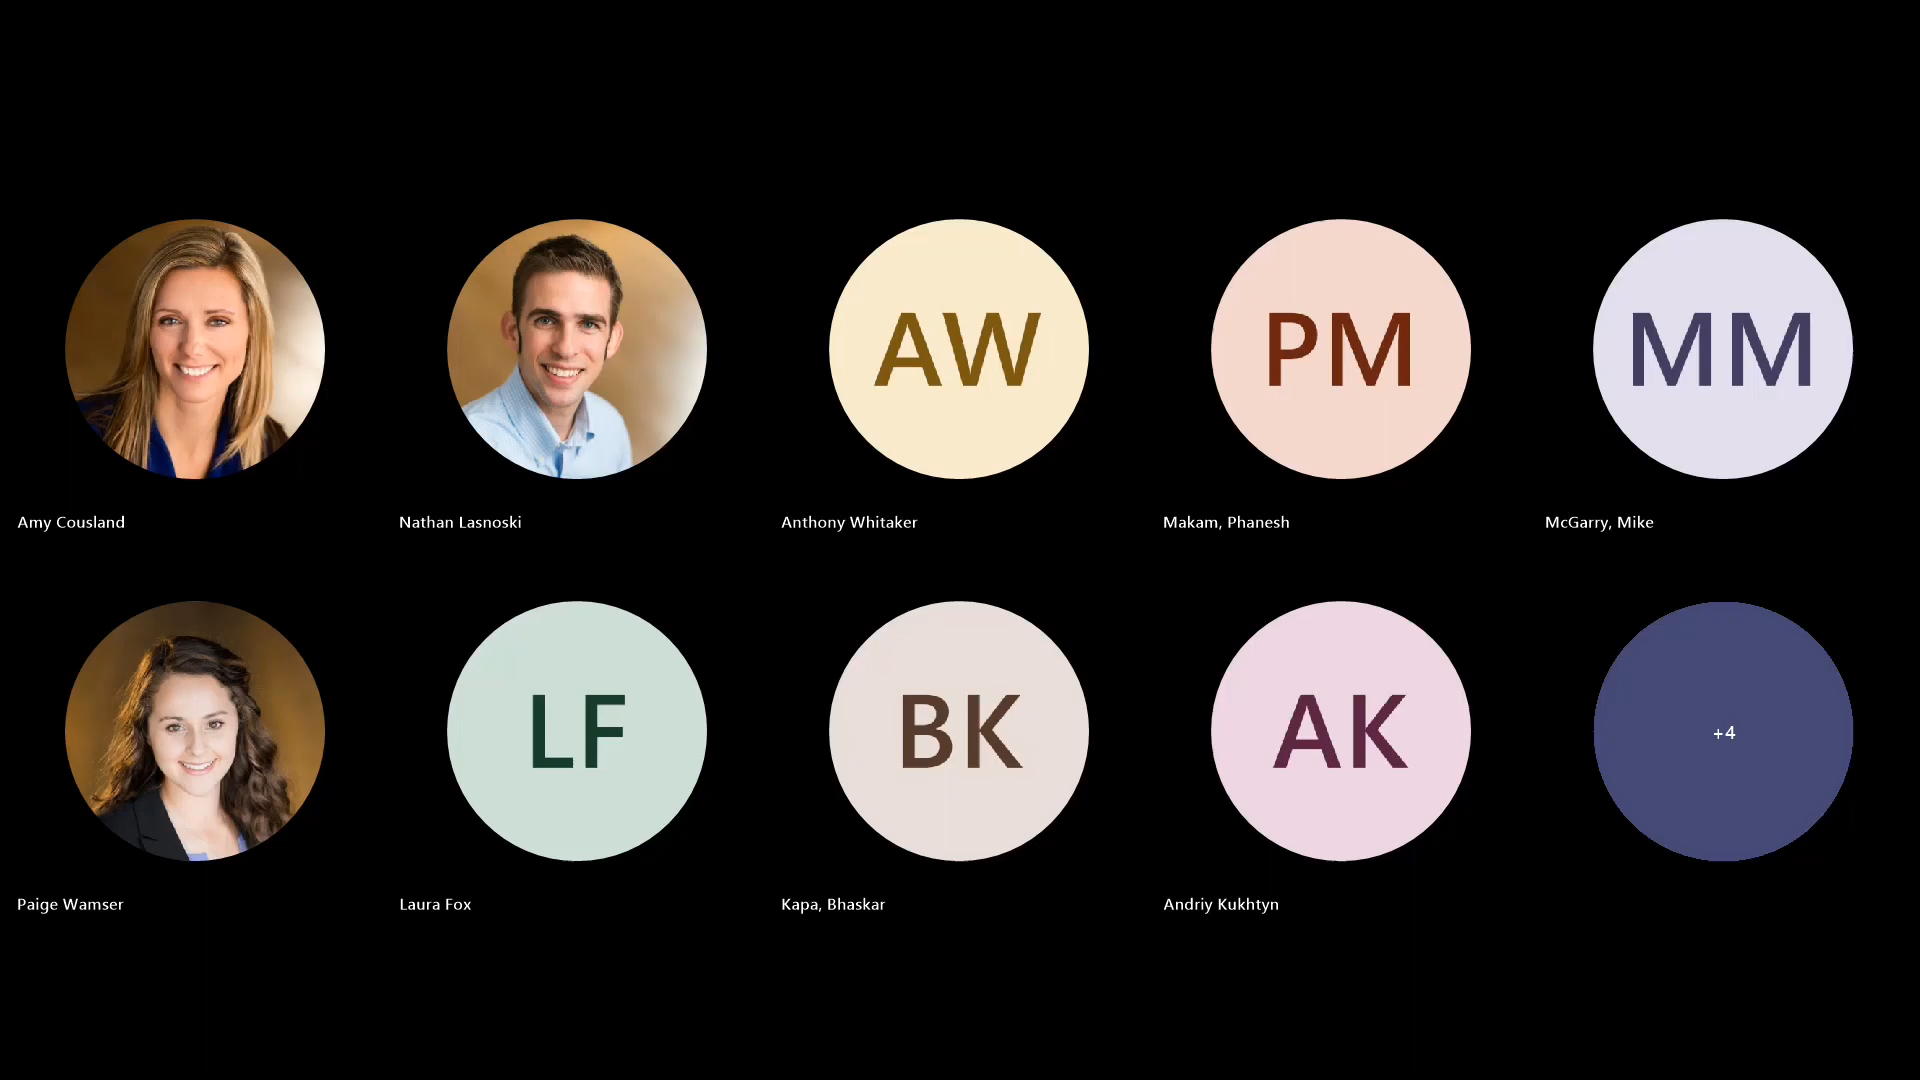 AW
PM
MM
Amy Cousland
Nathan Lasnoski
Anthony Whitaker
Makam, Phanesh
McGarry, Mike
LF
BK
AK
+4
Paige Wamser
Laura Fox
Kapa, Bhaskar
Andriy Kukhtyn